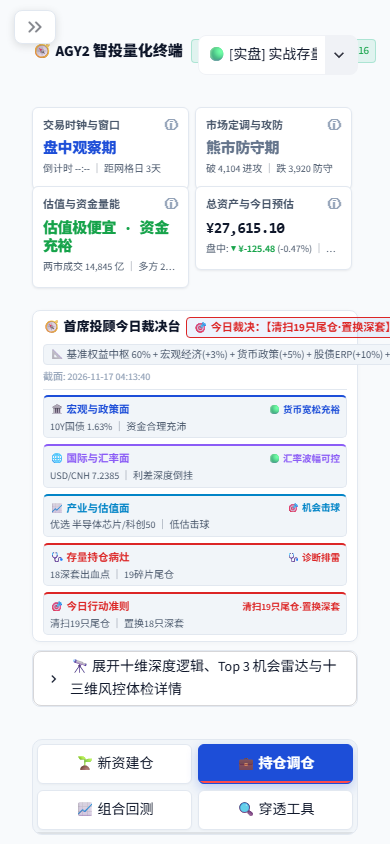 AGY2 智投量化终端
[实盘] 实战存量
16
交易时钟与窗口
盘中观察期
倒计时 --:-- ｜ 距网格日 3天
市场定调与攻防
熊市防守期
破 4,104 进攻 ｜ 跌 3,920 防守
估值与资金量能
估值极便宜 · 资金
充裕
两市成交 14,845 亿 ｜ 多方 2...
总资产与今日预估
¥27,615.10
盘中: ▼¥-125.48 (-0.47%) ｜ ...
首席投顾今日裁决台
今日裁决:【清扫19只尾仓·置换深套】
基准权益中枢 60% + 宏观经济(+3%) + 货币政策(+5%) + 股债ERP(+10%) +
截面: 2026-11-17 04:13:40
宏观与政策面
货币宽松充裕
10Y国债 1.63% ｜ 资金合理充沛
国际与汇率面
汇率波幅可控
USD/CNH 7.2385 ｜ 利差深度倒挂
产业与估值面
机会击球
优选 半导体芯片/科创50 ｜ 低估击球
存量持仓病灶
诊断排雷
18深套出血点 ｜ 19碎片尾仓
今日行动准则
清扫19只尾仓·置换深套
清扫19只尾仓 ｜ 置换18只深套
展开十维深度逻辑、Top 3 机会雷达与十
三维风控体检详情
新资建仓
持仓调仓
组合回测
穿透工具